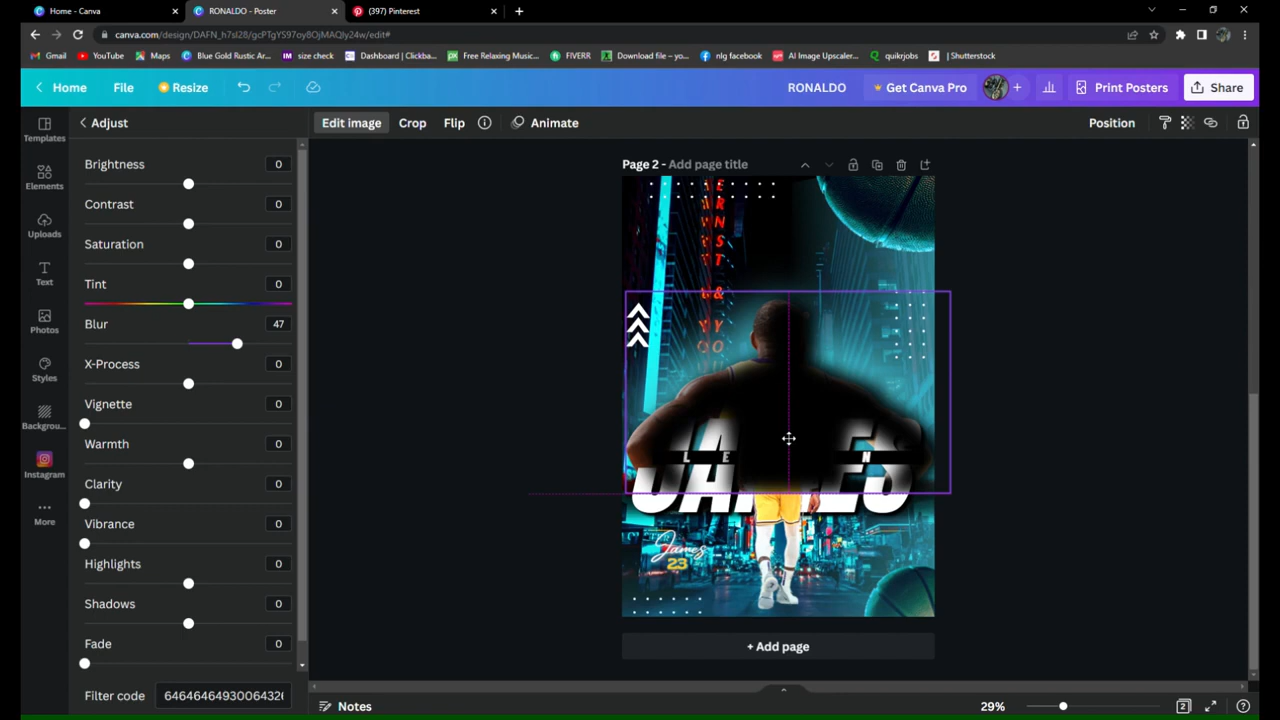 Home - Canva
RONALDO - Poster
(397) Pinterest
canva.com/design/DAFN_h7sl28/gcPTgYS97oy8OjMAQIy24w/edit#
Gmail YouTube Maps Blue Gold Rustic Ar... size check Dashboard | Clickba... Free Relaxing Music... FIVERR Download file – yo... nlg facebook AI Image Upscaler... quikrjobs | Shutterstock
Home File Resize RONALDO Get Canva Pro + Print Posters Share
Adjust
Edit image Crop Flip Animate Position
Templates
Elements
Uploads
Text
Photos
Styles
Backgrou...
Instagram
More
Brightness 0
Contrast 0
Saturation 0
Tint 0
Blur 47
X-Process 0
Vignette 0
Warmth 0
Clarity 0
Vibrance 0
Highlights 0
Shadows 0
Fade 0
Filter code 6464646493006432(
Page 2 - Add page title
JAMES
L E N
James
23
+ Add page
Notes
29%
2